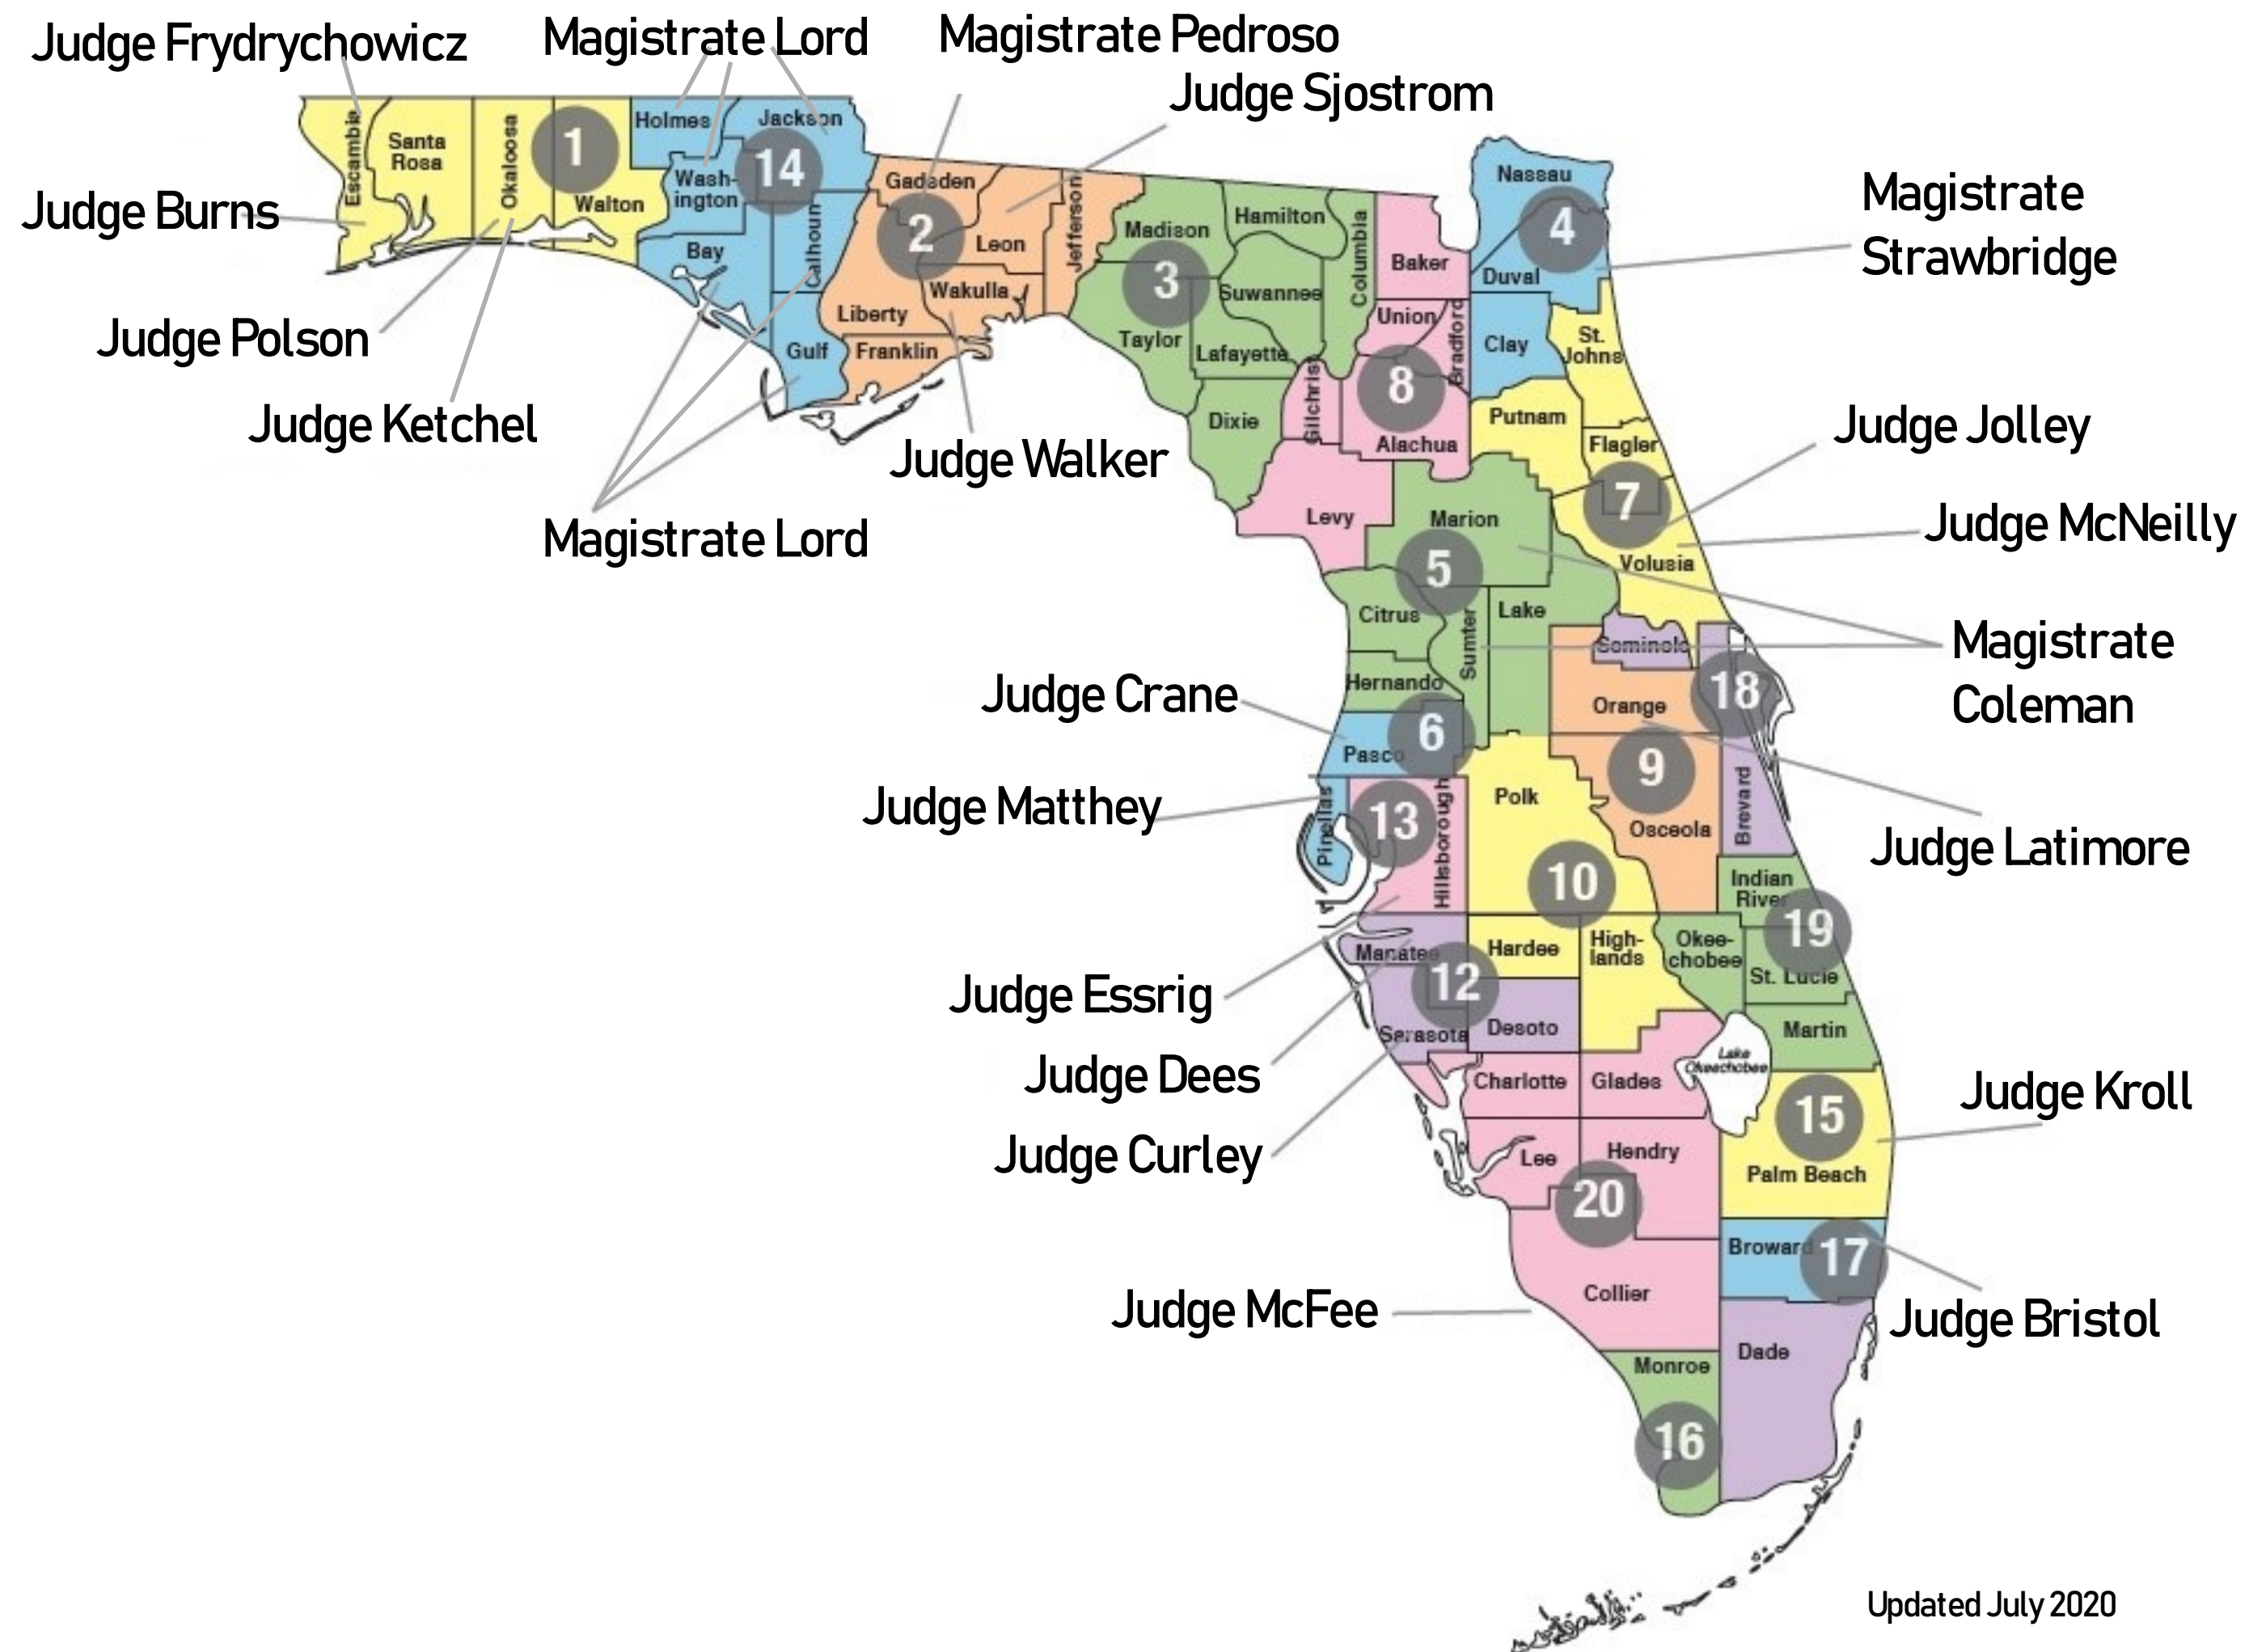 Judge Frydrychowicz
Magistrate Lord
Magistrate Pedroso
Judge Sjostrom
Magistrate
Strawbridge
Judge Burns
Judge Polson
Judge Ketchel
Magistrate Lord
Judge Walker
Judge Jolley
Judge McNeilly
Magistrate
Coleman
Judge Crane
Judge Matthey
Judge Latimore
Judge Essrig
Judge Dees
Judge Curley
Judge Kroll
Judge McFee
Judge Bristol
Escambia
Santa
Rosa
Okaloosa
1
Walton
Holmes
Jackson
14
Wash-
ington
Bay
Calhoun
Gulf
Gadsden
2
Leon
Jefferson
Wakulla
Liberty
Franklin
Madison
Hamilton
Columbia
3
Suwannee
Taylor
Lafayette
Dixie
Baker
Union
Bradford
8
Gilchrist
Alachua
Levy
Nassau
4
Duval
Clay
St.
Johns
Putnam
Flagler
7
Volusia
Marion
5
Citrus
Sumter
Lake
Hernando
6
Pasco
Pinellas
13
Hillsborough
Seminole
Orange
9
Osceola
18
Brevard
Polk
10
Hardee
High-
lands
Manatee
12
Sarasota
Desoto
Indian
River
19
Okee-
chobee
St. Lucie
Martin
Lake
Okeechobee
Charlotte
Glades
Lee
Hendry
20
Collier
15
Palm Beach
Broward
17
Dade
Monroe
16
Updated July 2020